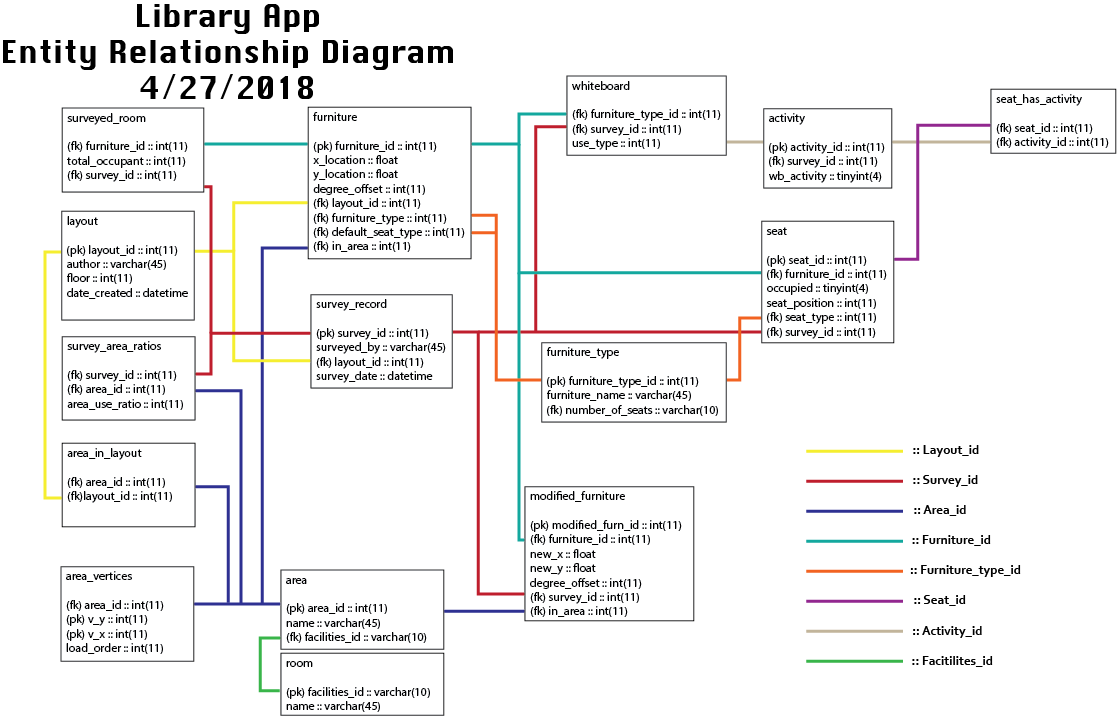 Library App
Entity Relationship Diagram
4/27/2018
surveyed_room
(fk) furniture_id :: int(11)
total_occupant :: int(11)
(fk) survey_id :: int(11)
layout
(pk) layout_id :: int(11)
author :: varchar(45)
floor :: int(11)
date_created :: datetime
survey_area_ratios
(fk) survey_id :: int(11)
(fk) area_id :: int(11)
area_use_ratio :: int(11)
area_in_layout
(fk) area_id :: int(11)
(fk)layout_id :: int(11)
area_vertices
(fk) area_id :: int(11)
(pk) v_y :: int(11)
(pk) v_x :: int(11)
load_order :: int(11)
furniture
(pk) furniture_id :: int(11)
x_location :: float
y_location :: float
degree_offset :: int(11)
(fk) layout_id :: int(11)
(fk) furniture_type :: int(11)
(fk) default_seat_type :: int(11)
(fk) in_area :: int(11)
survey_record
(pk) survey_id :: int(11)
surveyed_by :: varchar(45)
(fk) layout_id :: int(11)
survey_date :: datetime
area
(pk) area_id :: int(11)
name :: varchar(45)
(fk) facilities_id :: varchar(10)
room
(pk) facilities_id :: varchar(10)
name :: varchar(45)
whiteboard
(fk) furniture_type_id :: int(11)
(fk) survey_id :: int(11)
use_type :: int(11)
furniture_type
(pk) furniture_type_id :: int(11)
furniture_name :: varchar(45)
(fk) number_of_seats :: varchar(10)
modified_furniture
(pk) modified_furn_id :: int(11)
(fk) furniture_id :: int(11)
new_x :: float
new_y :: float
degree_offset :: int(11)
(fk) survey_id :: int(11)
(fk) in_area :: int(11)
activity
(pk) activity_id :: int(11)
(fk) survey_id :: int(11)
wb_activity :: tinyint(4)
seat
(pk) seat_id :: int(11)
(fk) furniture_id :: int(11)
occupied :: tinyint(4)
seat_position :: int(11)
(fk) seat_type :: int(11)
(fk) survey_id :: int(11)
seat_has_activity
(fk) seat_id :: int(11)
(fk) activity_id :: int(11)
:: Layout_id
:: Survey_id
:: Area_id
:: Furniture_id
:: Furniture_type_id
:: Seat_id
:: Activity_id
:: Facitilites_id